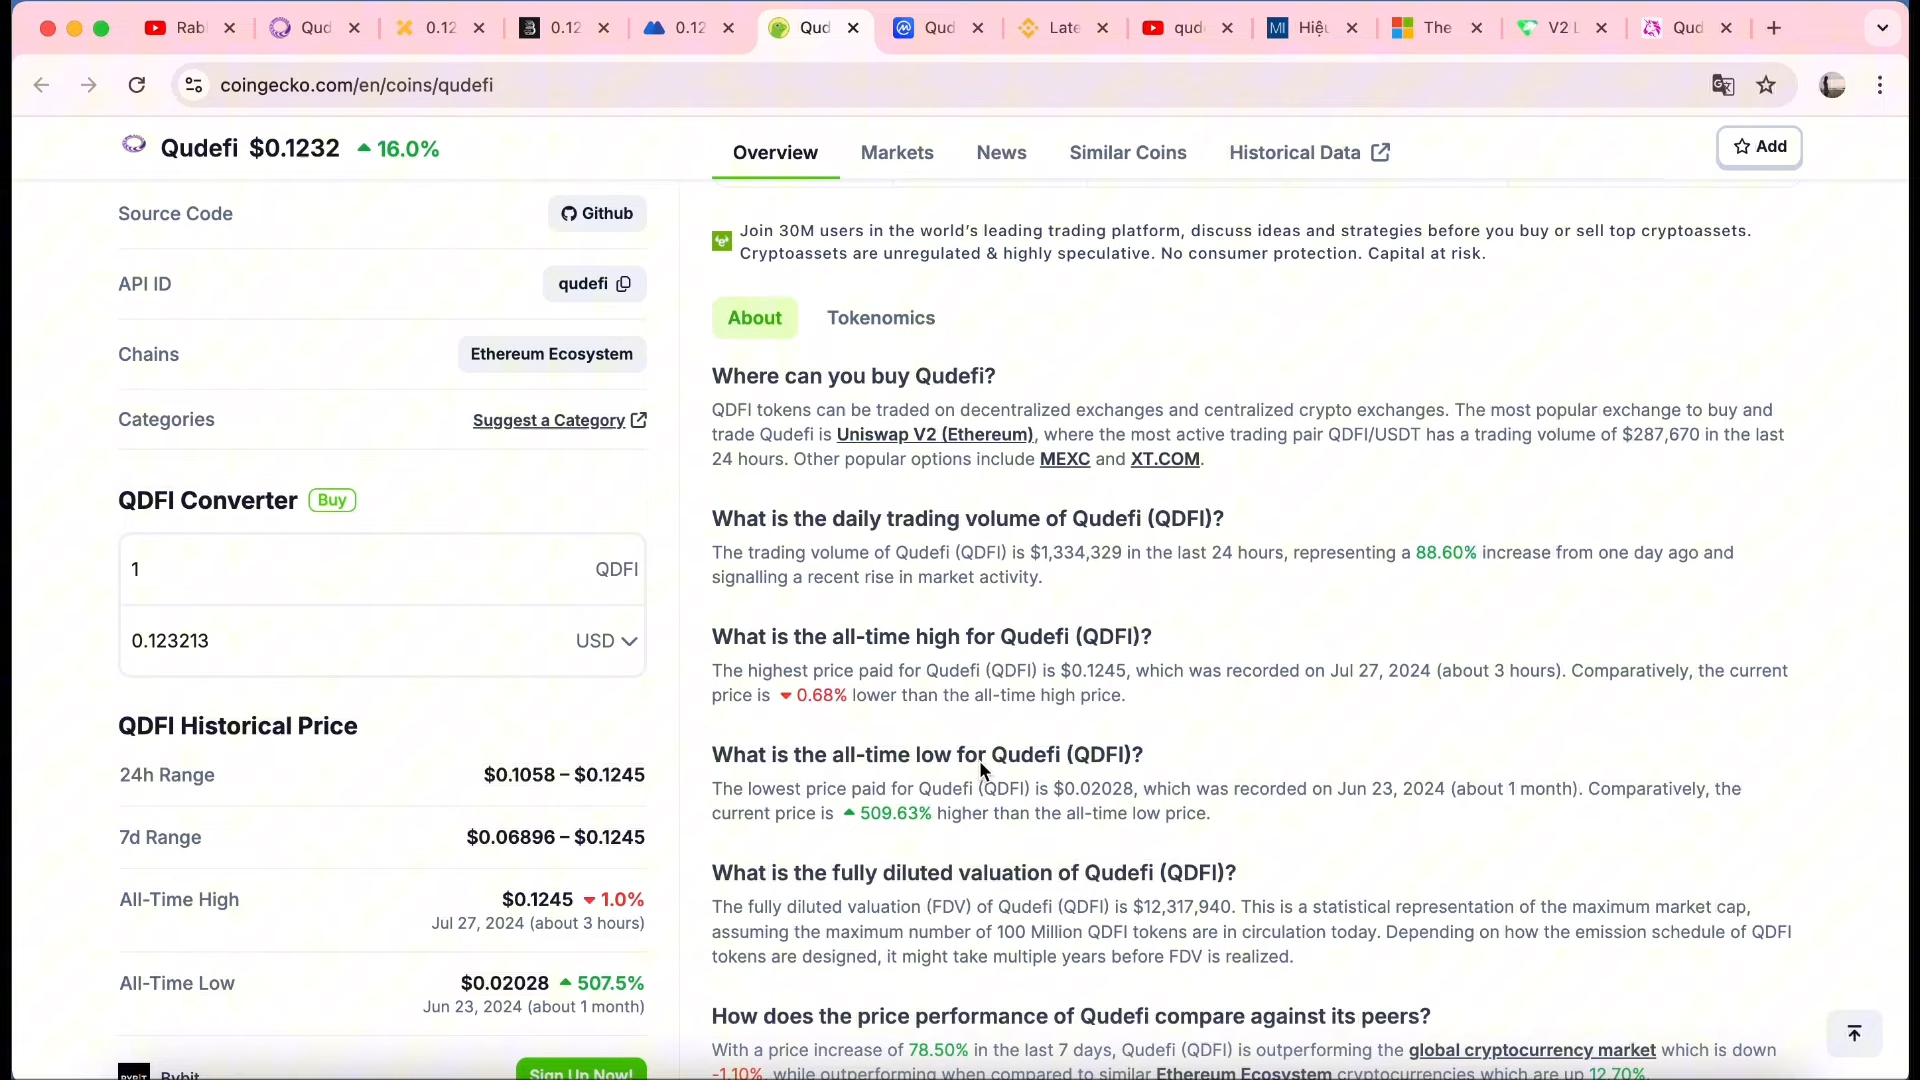 Rab
Qud
0.12
0.12
0.12
Qud
Qud
Late
qud
MI Hiệu
The
V2 L
Qud
coingecko.com/en/coins/qudefi
Qudefi $0.1232 16.0%
Overview Markets News Similar Coins Historical Data
Add
Source Code Github
API ID qudefi
Chains Ethereum Ecosystem
Categories Suggest a Category
QDFI Converter Buy
1 QDFI
0.123213 USD
QDFI Historical Price
24h Range $0.1058 – $0.1245
7d Range $0.06896 – $0.1245
All-Time High $0.1245 1.0%
Jul 27, 2024 (about 3 hours)
All-Time Low $0.02028 507.5%
Jun 23, 2024 (about 1 month)
Bybit Sign Up Now!
Join 30M users in the world's leading trading platform, discuss ideas and strategies before you buy or sell top cryptoassets.
Cryptoassets are unregulated & highly speculative. No consumer protection. Capital at risk.
About Tokenomics
Where can you buy Qudefi?
QDFI tokens can be traded on decentralized exchanges and centralized crypto exchanges. The most popular exchange to buy and
trade Qudefi is Uniswap V2 (Ethereum), where the most active trading pair QDFI/USDT has a trading volume of $287,670 in the last
24 hours. Other popular options include MEXC and XT.COM.
What is the daily trading volume of Qudefi (QDFI)?
The trading volume of Qudefi (QDFI) is $1,334,329 in the last 24 hours, representing a 88.60% increase from one day ago and
signalling a recent rise in market activity.
What is the all-time high for Qudefi (QDFI)?
The highest price paid for Qudefi (QDFI) is $0.1245, which was recorded on Jul 27, 2024 (about 3 hours). Comparatively, the current
price is 0.68% lower than the all-time high price.
What is the all-time low for Qudefi (QDFI)?
The lowest price paid for Qudefi (QDFI) is $0.02028, which was recorded on Jun 23, 2024 (about 1 month). Comparatively, the
current price is 509.63% higher than the all-time low price.
What is the fully diluted valuation of Qudefi (QDFI)?
The fully diluted valuation (FDV) of Qudefi (QDFI) is $12,317,940. This is a statistical representation of the maximum market cap,
assuming the maximum number of 100 Million QDFI tokens are in circulation today. Depending on how the emission schedule of QDFI
tokens are designed, it might take multiple years before FDV is realized.
How does the price performance of Qudefi compare against its peers?
With a price increase of 78.50% in the last 7 days, Qudefi (QDFI) is outperforming the global cryptocurrency market which is down
-1.10%, while outperforming when compared to similar Ethereum Ecosystem cryptocurrencies which are up 12.70%.